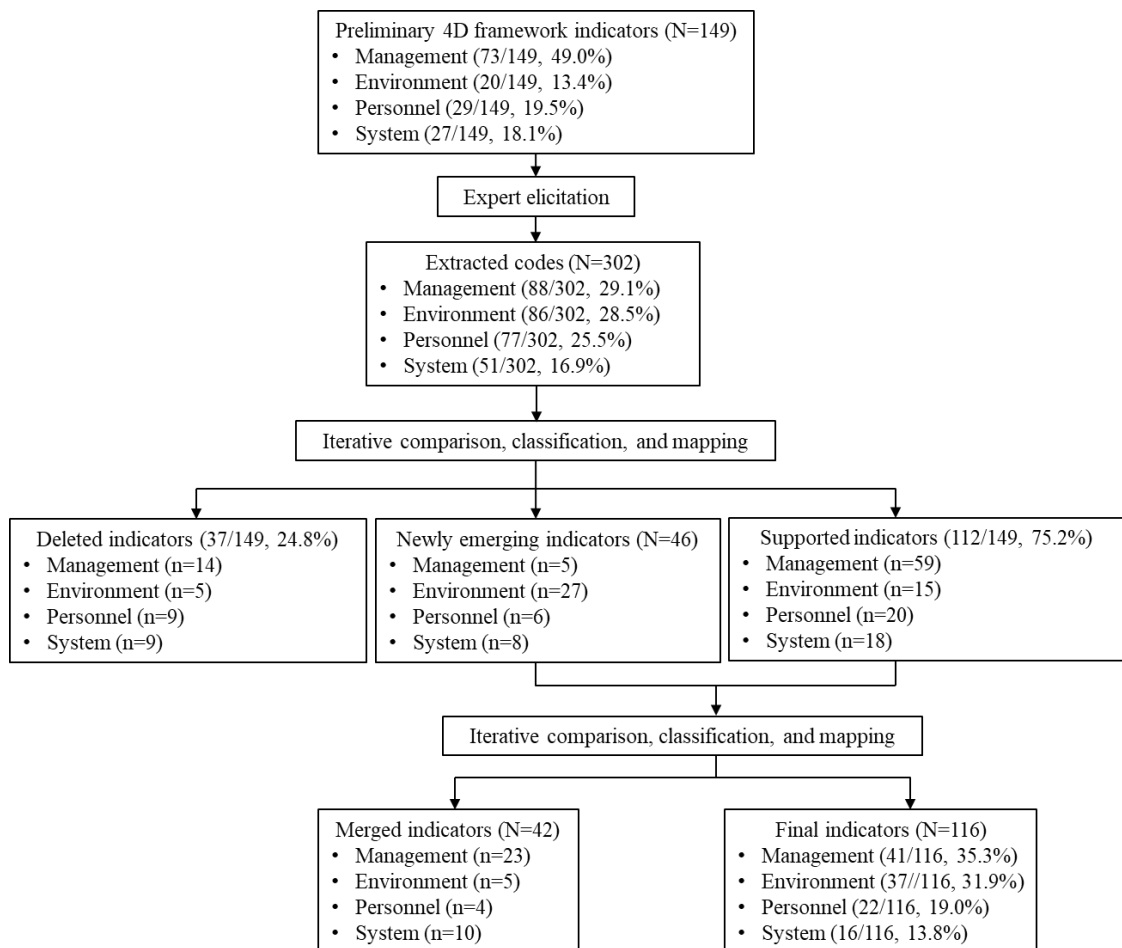 Preliminary 4D framework indicators (N=149)
• Management (73/149, 49.0%)
• Environment (20/149, 13.4%)
• Personnel (29/149, 19.5%)
• System (27/149, 18.1%)
Expert elicitation
Extracted codes (N=302)
• Management (88/302, 29.1%)
• Environment (86/302, 28.5%)
• Personnel (77/302, 25.5%)
• System (51/302, 16.9%)
Iterative comparison, classification, and mapping
Deleted indicators (37/149, 24.8%)
• Management (n=14)
• Environment (n=5)
• Personnel (n=9)
• System (n=9)
Newly emerging indicators (N=46)
• Management (n=5)
• Environment (n=27)
• Personnel (n=6)
• System (n=8)
Supported indicators (112/149, 75.2%)
• Management (n=59)
• Environment (n=15)
• Personnel (n=20)
• System (n=18)
Iterative comparison, classification, and mapping
Merged indicators (N=42)
• Management (n=23)
• Environment (n=5)
• Personnel (n=4)
• System (n=10)
Final indicators (N=116)
• Management (41/116, 35.3%)
• Environment (37//116, 31.9%)
• Personnel (22/116, 19.0%)
• System (16/116, 13.8%)